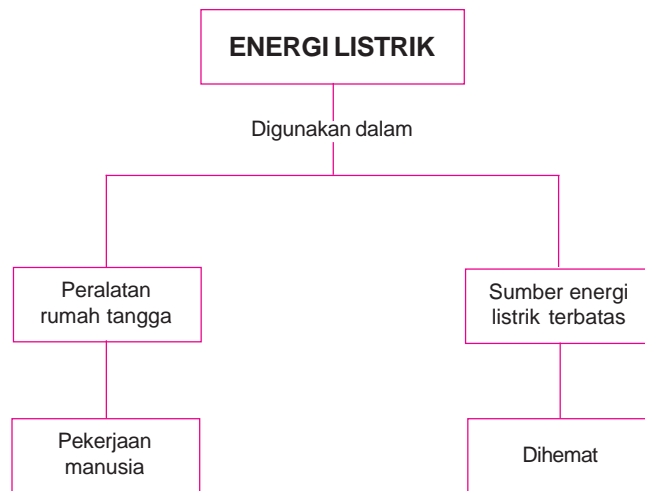 ENERGI LISTRIK
Digunakan dalam
Peralatan
rumah tangga
Sumber energi
listrik terbatas
Pekerjaan
manusia
Dihemat